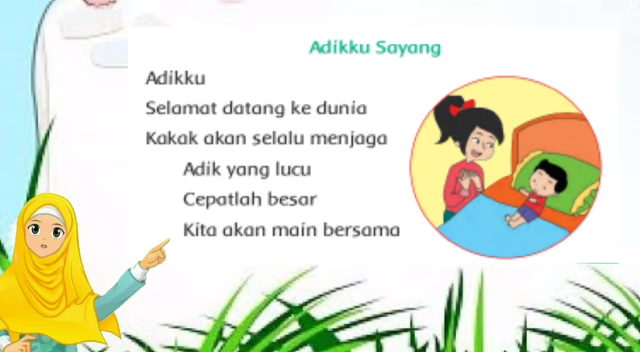 Adikku Sayang
Adikku
Selamat datang ke dunia
Kakak akan selalu menjaga
Adik yang lucu
Cepatlah besar
Kita akan main bersama